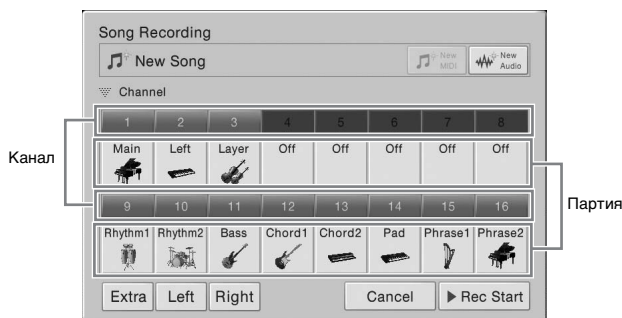 Song Recording
New Song
New MIDI
New Audio
Channel
1 2 3 4 5 6 7 8
Канал
Main Left Layer Off Off Off Off Off
9 10 11 12 13 14 15 16
Партия
Rhythm1 Rhythm2 Bass Chord1 Chord2 Pad Phrase1 Phrase2
Extra Left Right Cancel Rec Start